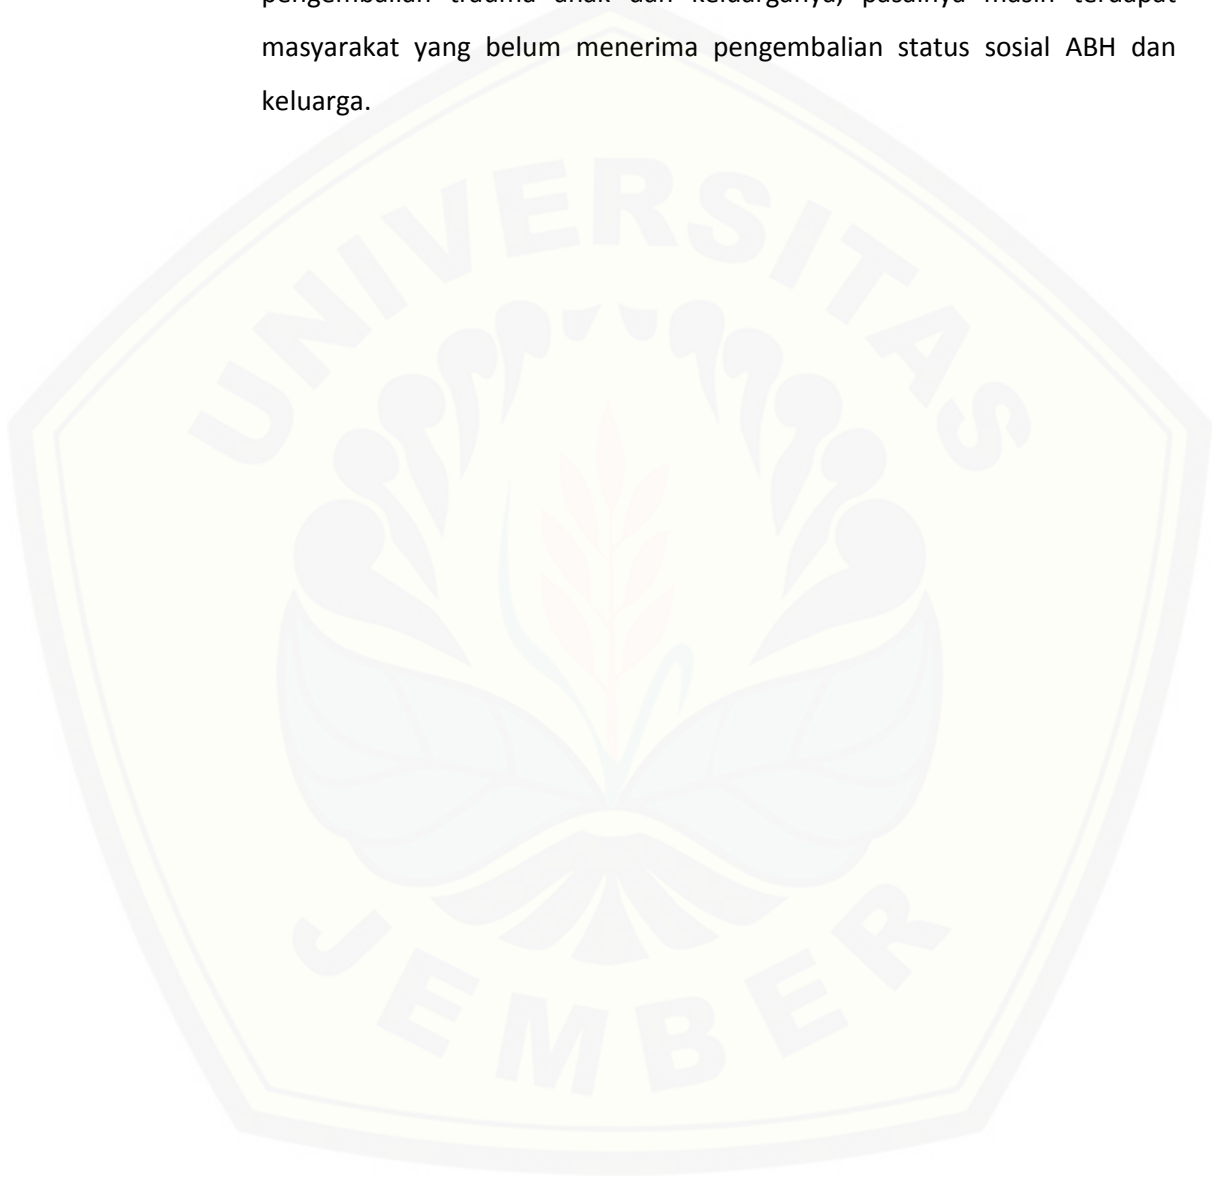 pengembalian trauma anak dan keluarganya, pasalnya masih terdapat
masyarakat yang belum menerima pengembalian status sosial ABH dan
keluarga.
UNIVERSITAS
JEMBER